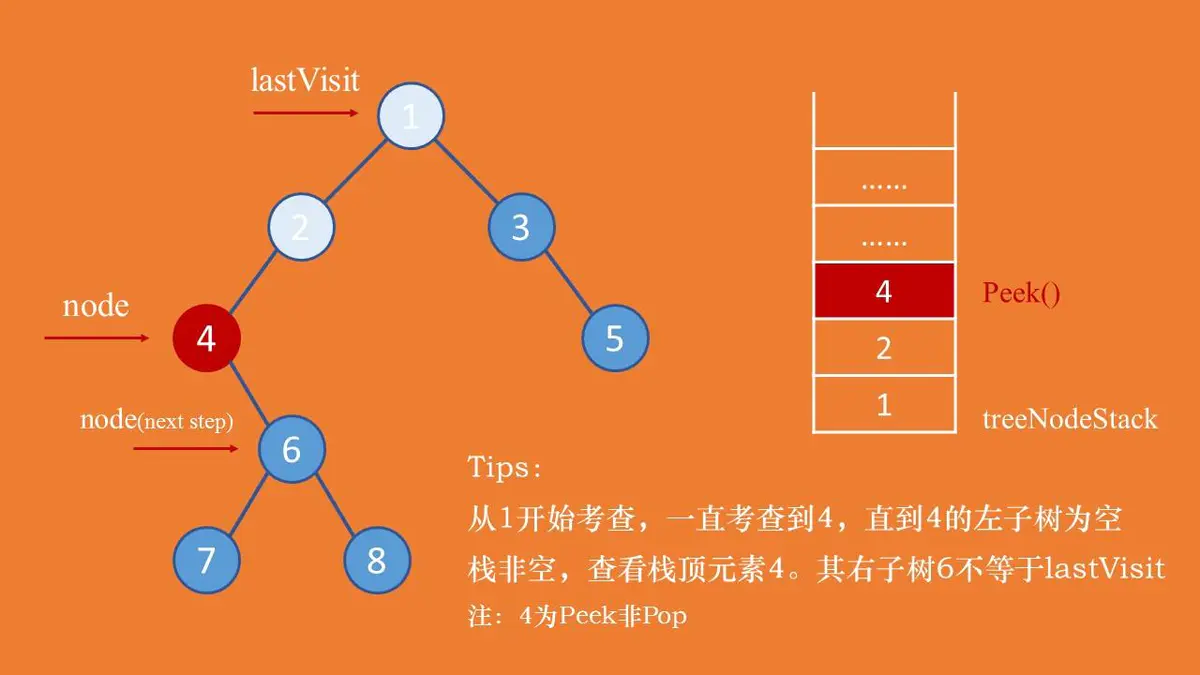 lastVisit
1
2
3
node
4
5
node(next step)
6
7
8
……
……
4
Peek()
2
1
treeNodeStack
Tips:
从1开始考查，一直考查到4，直到4的左子树为空
栈非空，查看栈顶元素4。其右子树6不等于lastVisit
注：4为Peek非Pop